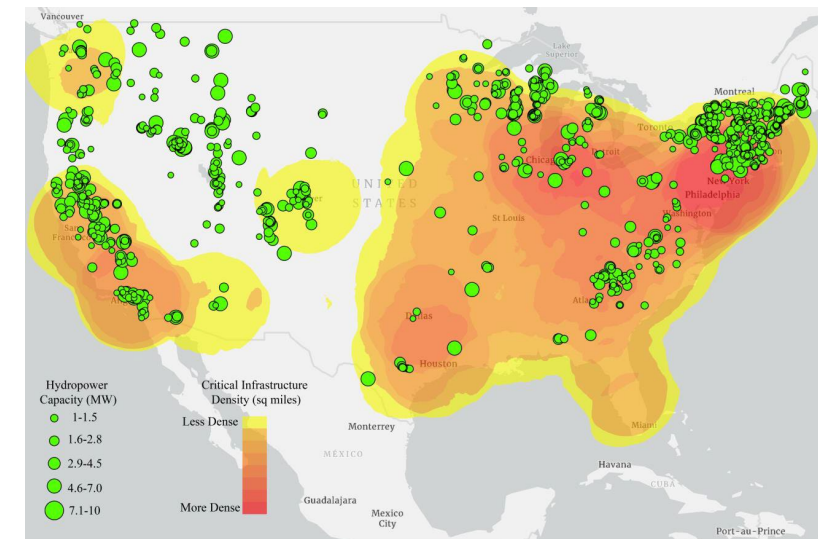 Vancouver
Lake
Superior
Montreal
Toronto
Detroit
Chicago
New York
Philadelphia
UNITED
STATES
Washington
St Louis
San
Dallas
Houston
Miami
Monterrey
MÉXICO
Havana
CUBA
Guadalajara
Mexico
City
Port-au-Prince
Hydropower
Capacity (MW)
1-1.5
1.6-2.8
2.9-4.5
4.6-7.0
7.1-10
Critical Infrastructure
Density (sq miles)
Less Dense
More Dense